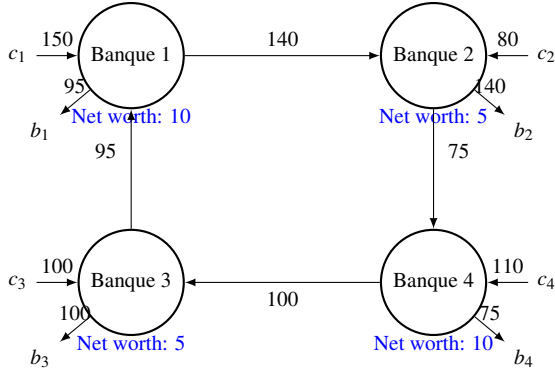 c1 150 Banque 1 140 Banque 2 80 c2
95 140
b1 Net worth: 10 Net worth: 5 b2
95 75
c3 100 Banque 3 100 Banque 4 110 c4
100 75
b3 Net worth: 5 Net worth: 10 b4